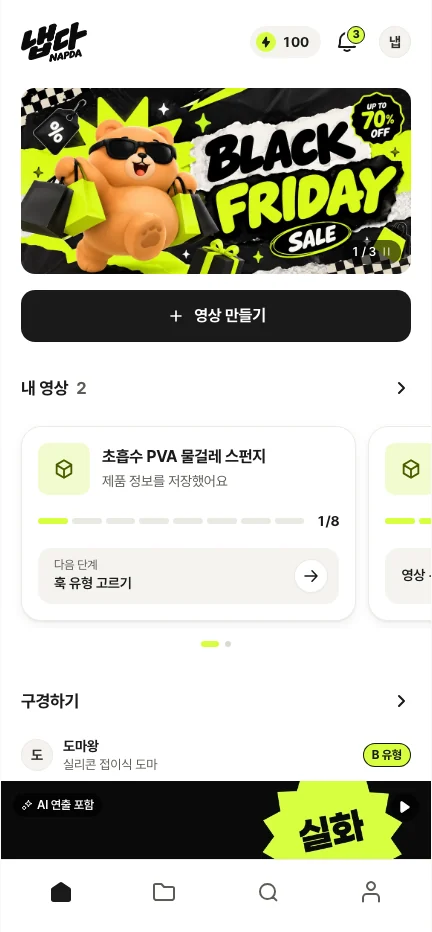 냅다
NAPDA
100
3
냅
%
BLACK
FRIDAY
SALE
UP TO
70%
OFF
1/3
+ 영상 만들기
내 영상 2
초흡수 PVA 물걸레 스펀지
제품 정보를 저장했어요
1/8
다음 단계
훅 유형 고르기
영상
구경하기
도
도마왕
실리콘 접이식 도마
B 유형
AI 연출 포함
실화